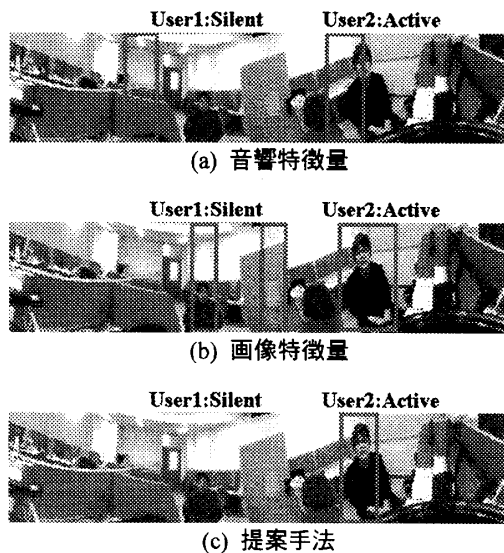 User1:Silent User2:Active
(a) 音響特徴量
User1:Silent User2:Active
(b) 画像特徴量
User1:Silent User2:Active
(c) 提案手法